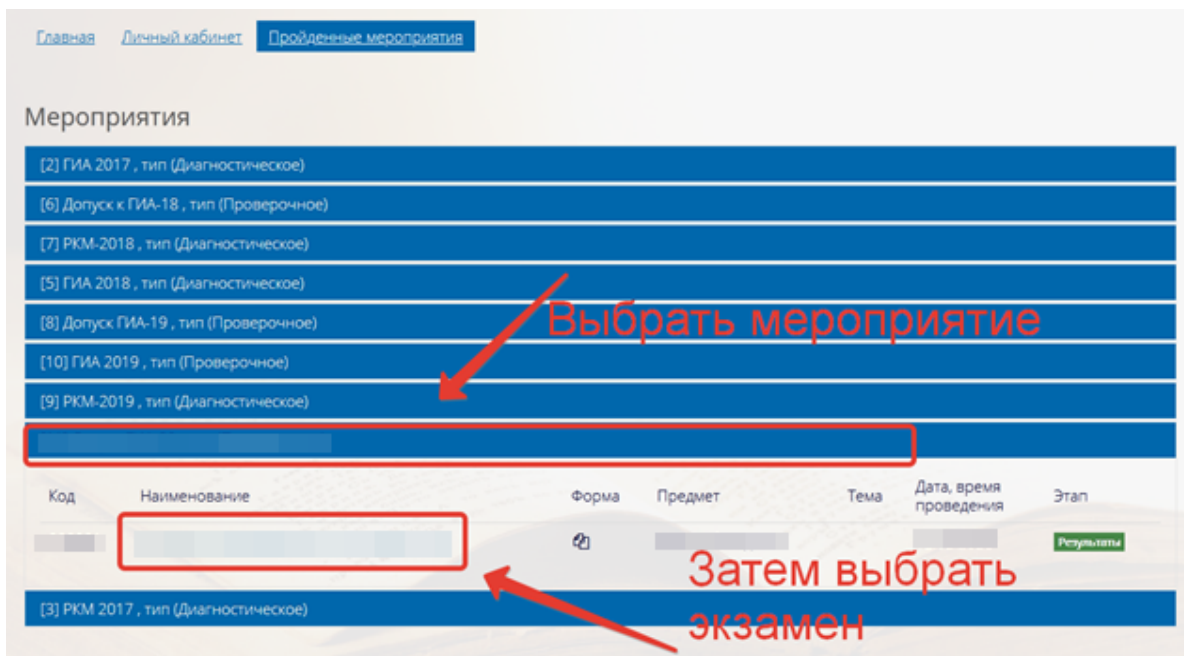 Главная Личный кабинет Пройденные мероприятия
Мероприятия
[2] ГИА 2017 , тип (Диагностическое)
[6] Допуск к ГИА-18 , тип (Проверочное)
[7] РКМ-2018 , тип (Диагностическое)
[5] ГИА 2018 , тип (Диагностическое)
[8] Допуск ГИА-19 , тип (Проверочное)
Выбрать мероприятие
[10] ГИА 2019 , тип (Проверочное)
[9] РКМ-2019 , тип (Диагностическое)
Код Наименование Форма Предмет Тема Дата, время проведения Этап
Результаты
Затем выбрать
экзамен
[3] РКМ 2017 , тип (Диагностическое)